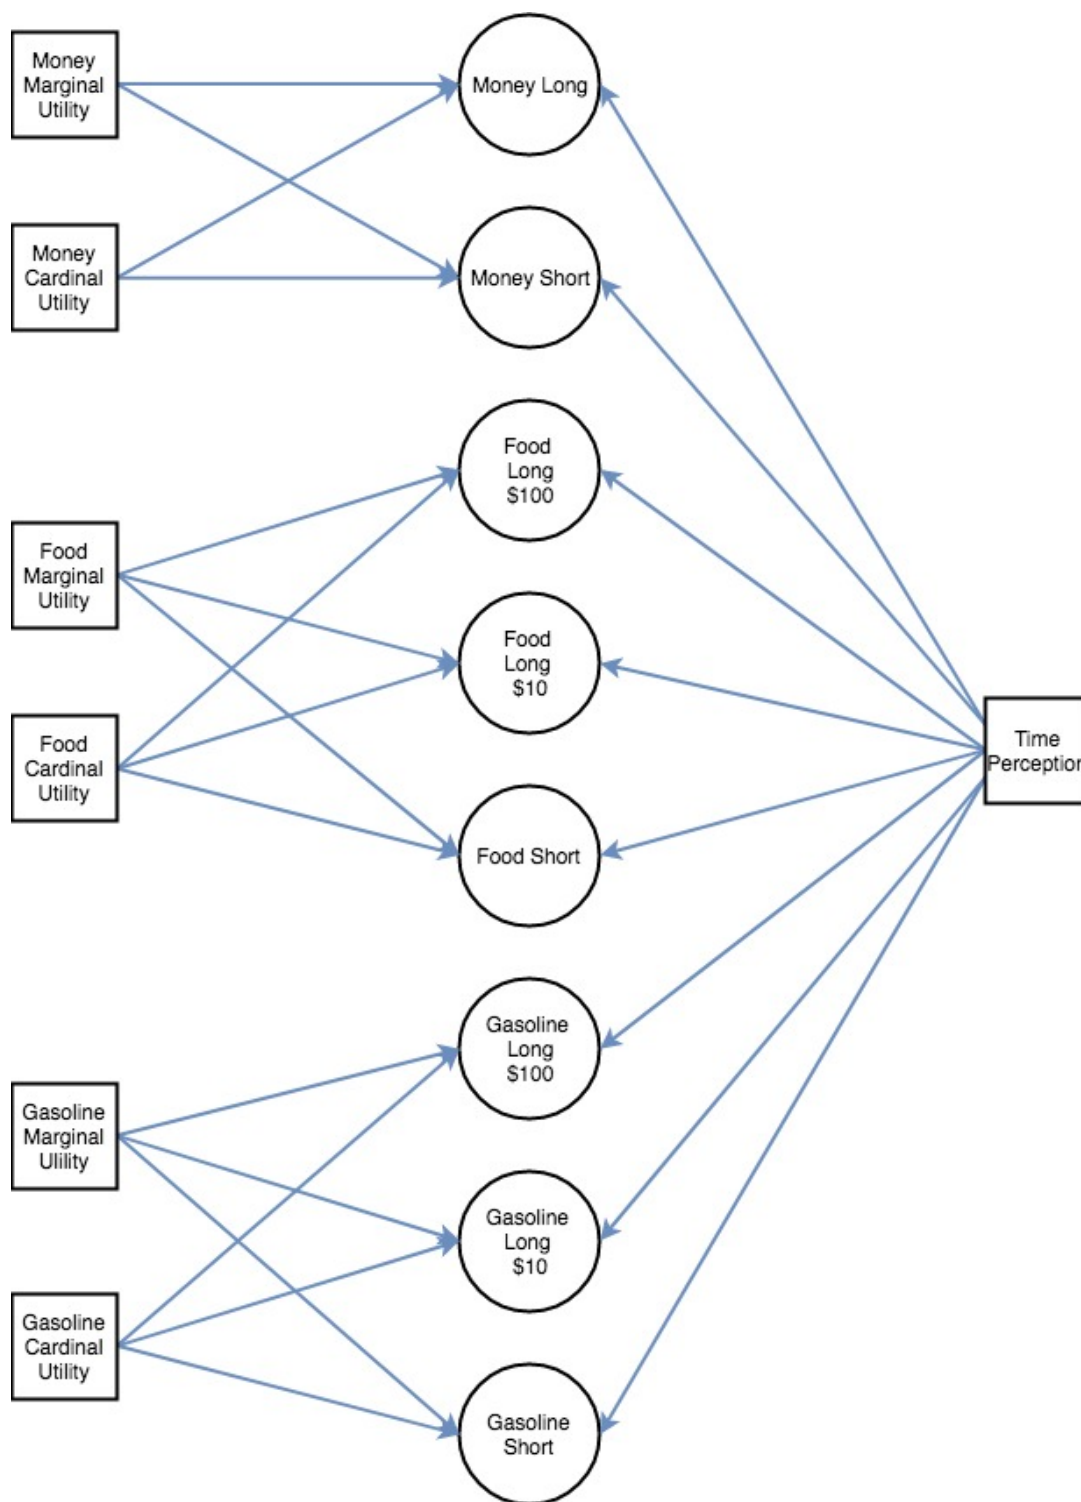 Money
Marginal
Utility
Money Long
Money
Cardinal
Utility
Money Short
Food
Long
$100
Food
Marginal
Utility
Food
Long
$10
Food
Cardinal
Utility
Time
Perception
Food Short
Gasoline
Long
$100
Gasoline
Marginal
Ulility
Gasoline
Long
$10
Gasoline
Cardinal
Utility
Gasoline
Short